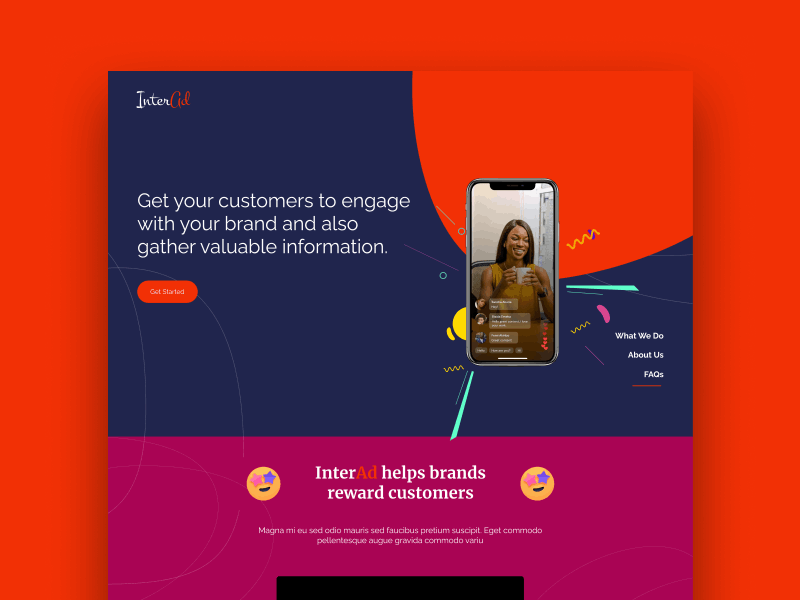 InterAd
Get your customers to engage
with your brand and also
gather valuable information.
Get Started
What We Do
About Us
FAQs
InterAd helps brands
reward customers
Magna mi eu sed odio mauris sed faucibus pretium suscipit. Eget commodo
pellentesque augue gravida commodo variu